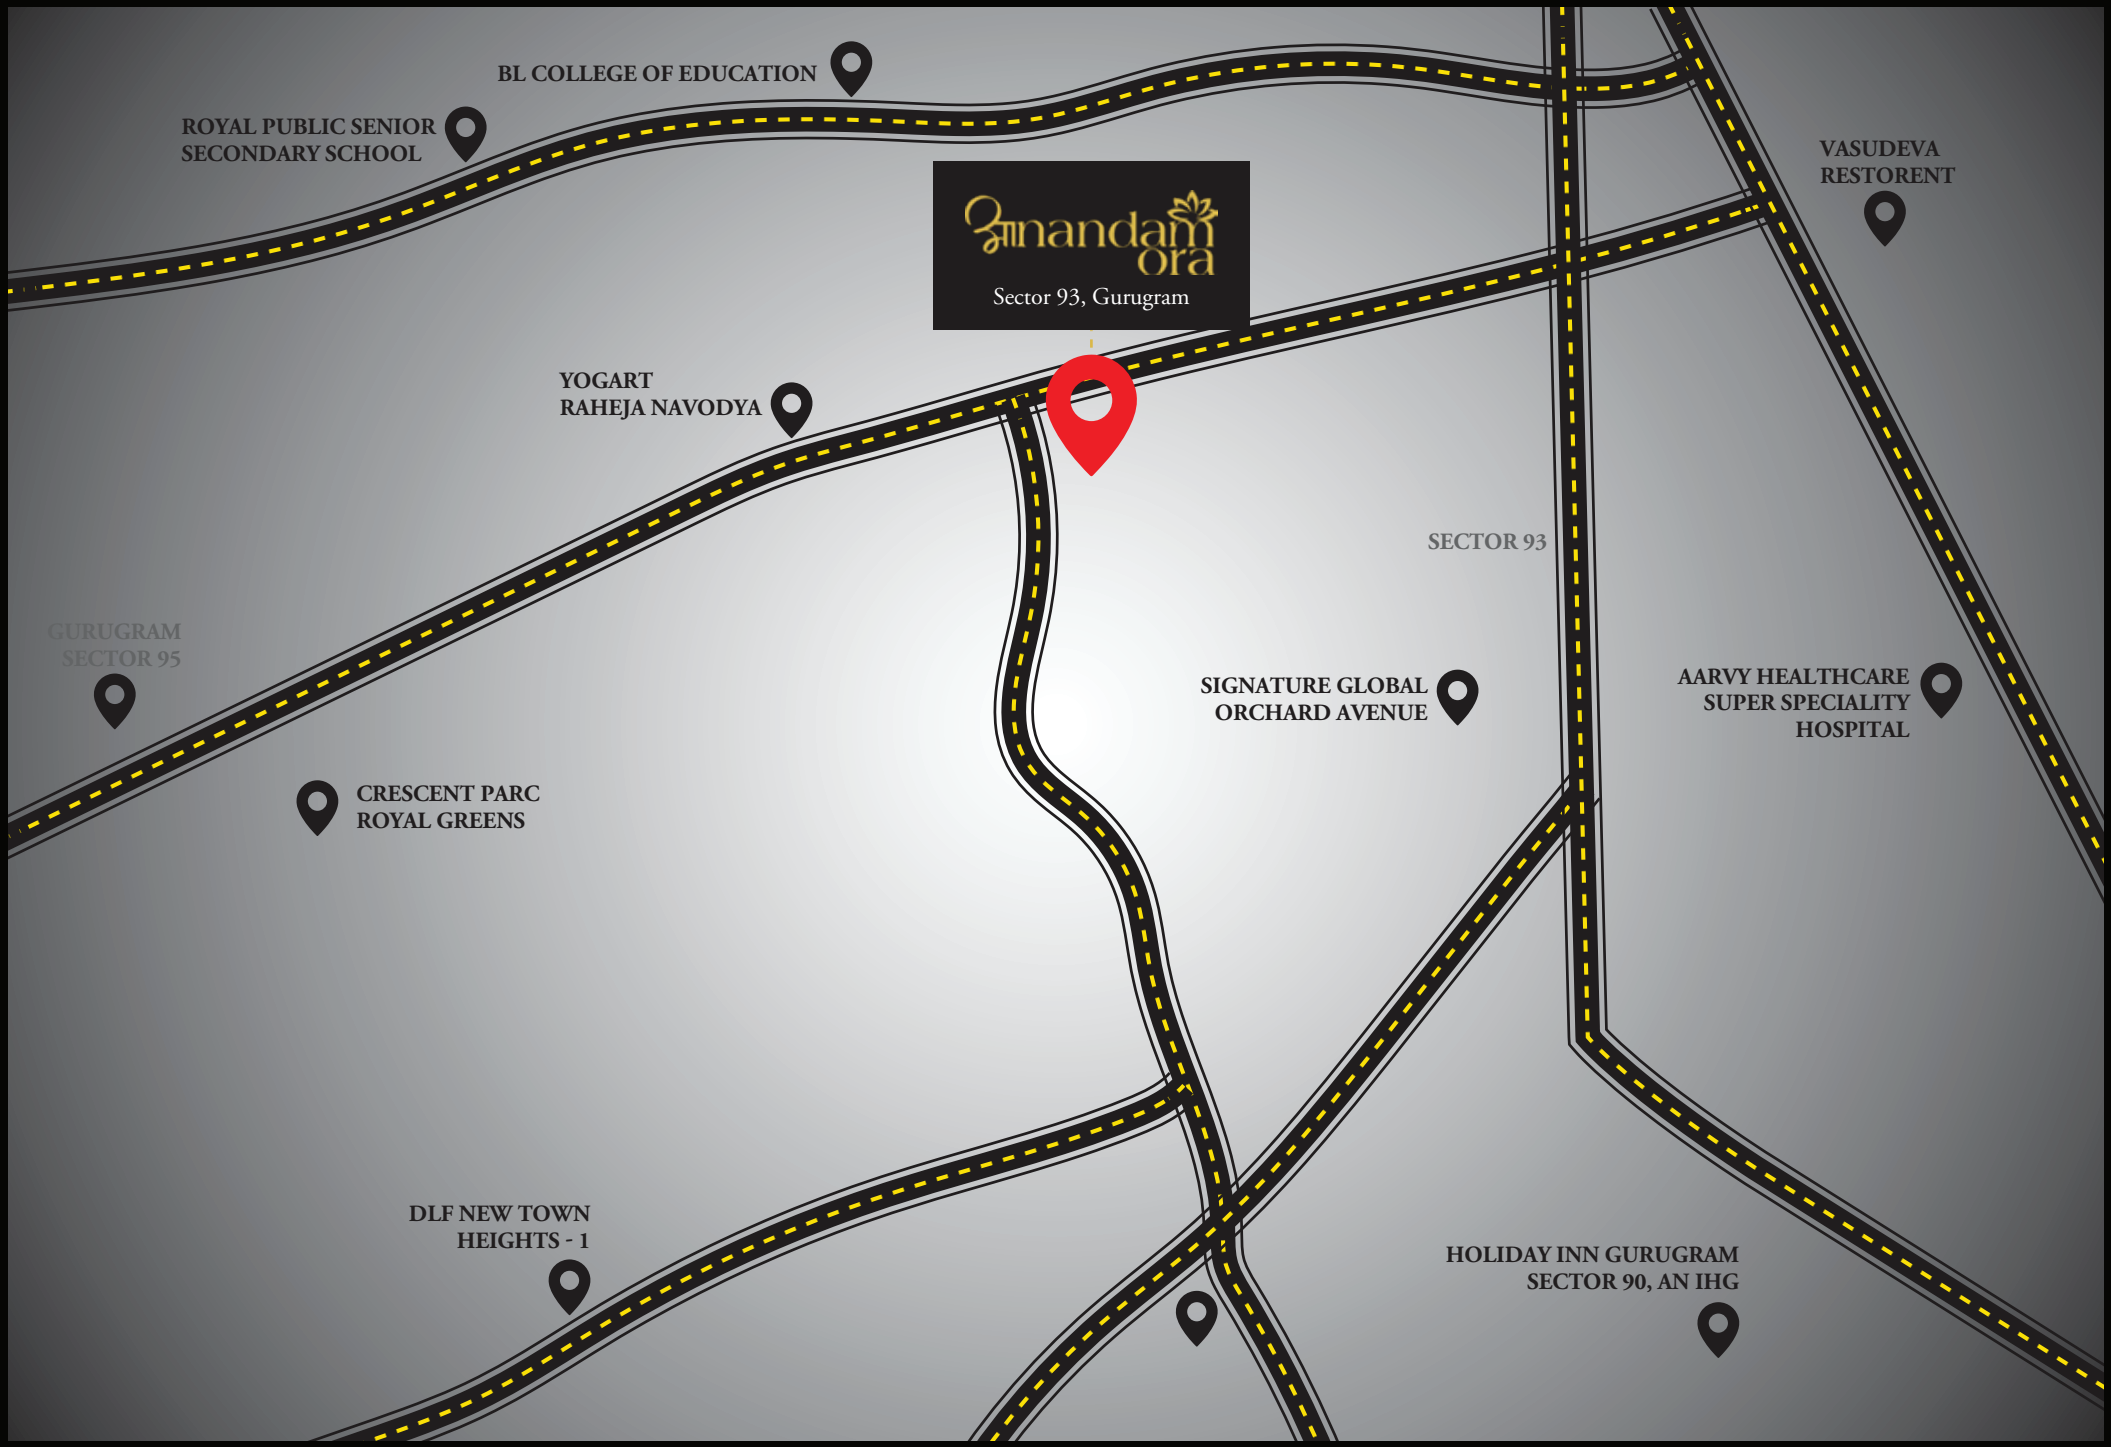 BL COLLEGE OF EDUCATION
ROYAL PUBLIC SENIOR
SECONDARY SCHOOL
VASUDEVA
RESTORENT
आnandam
ora
Sector 93, Gurugram
YOGART
RAHEJA NAVODYA
SECTOR 93
GURUGRAM
SECTOR 95
SIGNATURE GLOBAL
ORCHARD AVENUE
AARVY HEALTHCARE
SUPER SPECIALITY
HOSPITAL
CRESCENT PARC
ROYAL GREENS
DLF NEW TOWN
HEIGHTS - 1
HOLIDAY INN GURUGRAM
SECTOR 90, AN IHG